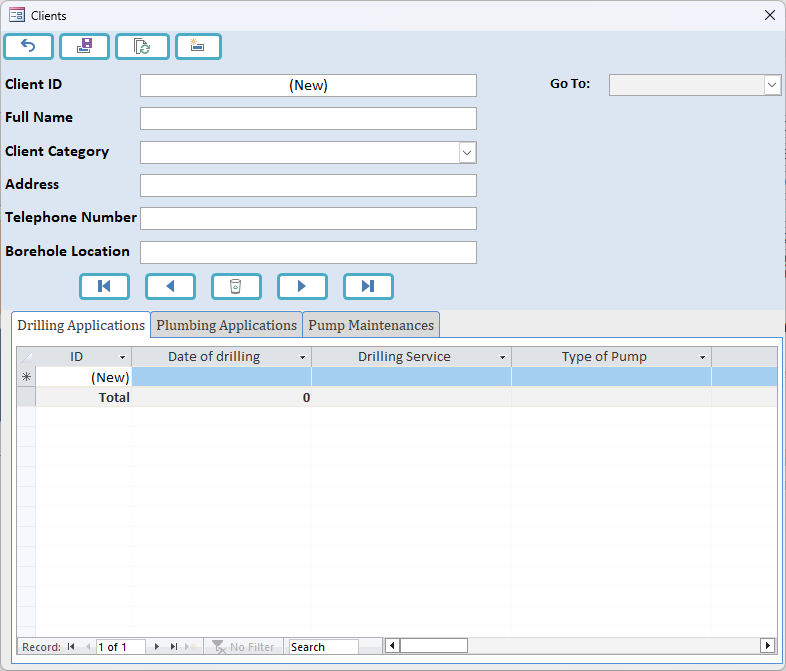 Clients
Client ID (New) Go To:
Full Name
Client Category
Address
Telephone Number
Borehole Location
Drilling Applications Plumbing Applications Pump Maintenances
ID Date of drilling Drilling Service Type of Pump
(New)
Total 0
Record: 1 of 1 No Filter Search